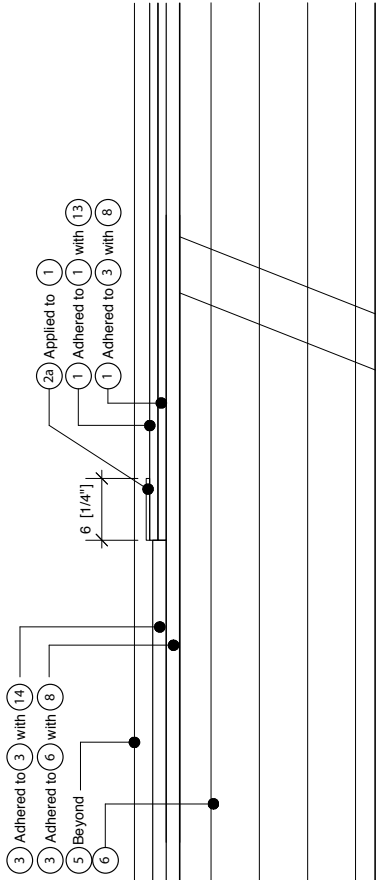 3 Adhered to 3 with 14
3 Adhered to 6 with 8
5 Beyond
6
6 [1/4"]
2a Applied to 1
1 Adhered to 1 with 13
1 Adhered to 3 with 8